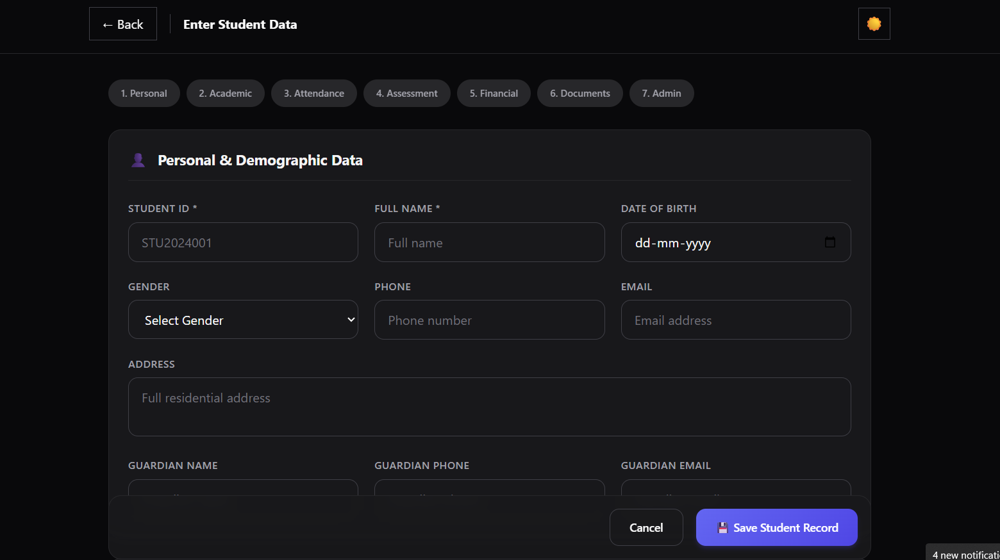 ← Back
Enter Student Data
1. Personal
2. Academic
3. Attendance
4. Assessment
5. Financial
6. Documents
7. Admin
Personal & Demographic Data
STUDENT ID *
FULL NAME *
DATE OF BIRTH
STU2024001
Full name
dd-mm-yyyy
GENDER
PHONE
EMAIL
Select Gender
Phone number
Email address
ADDRESS
Full residential address
GUARDIAN NAME
GUARDIAN PHONE
GUARDIAN EMAIL
Cancel
Save Student Record
4 new notificati